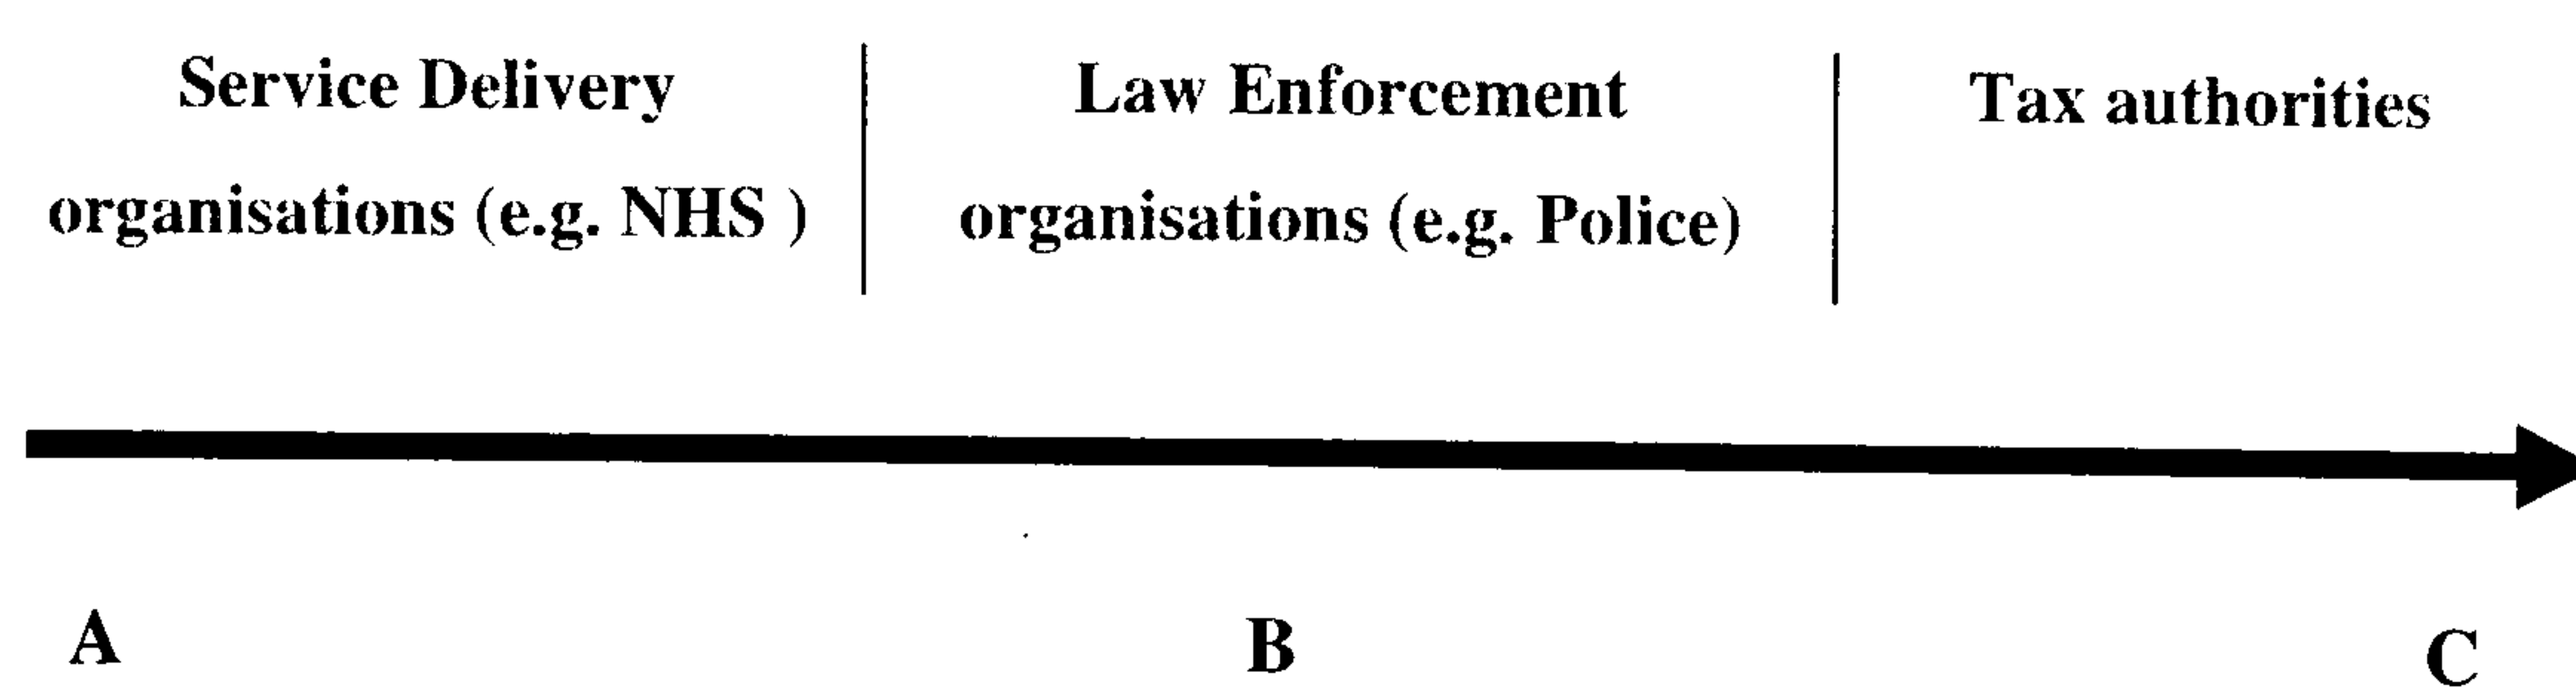 Service Delivery
organisations (e.g. NHS )
Law Enforcement
organisations (e.g. Police)
Tax authorities
A
B
C